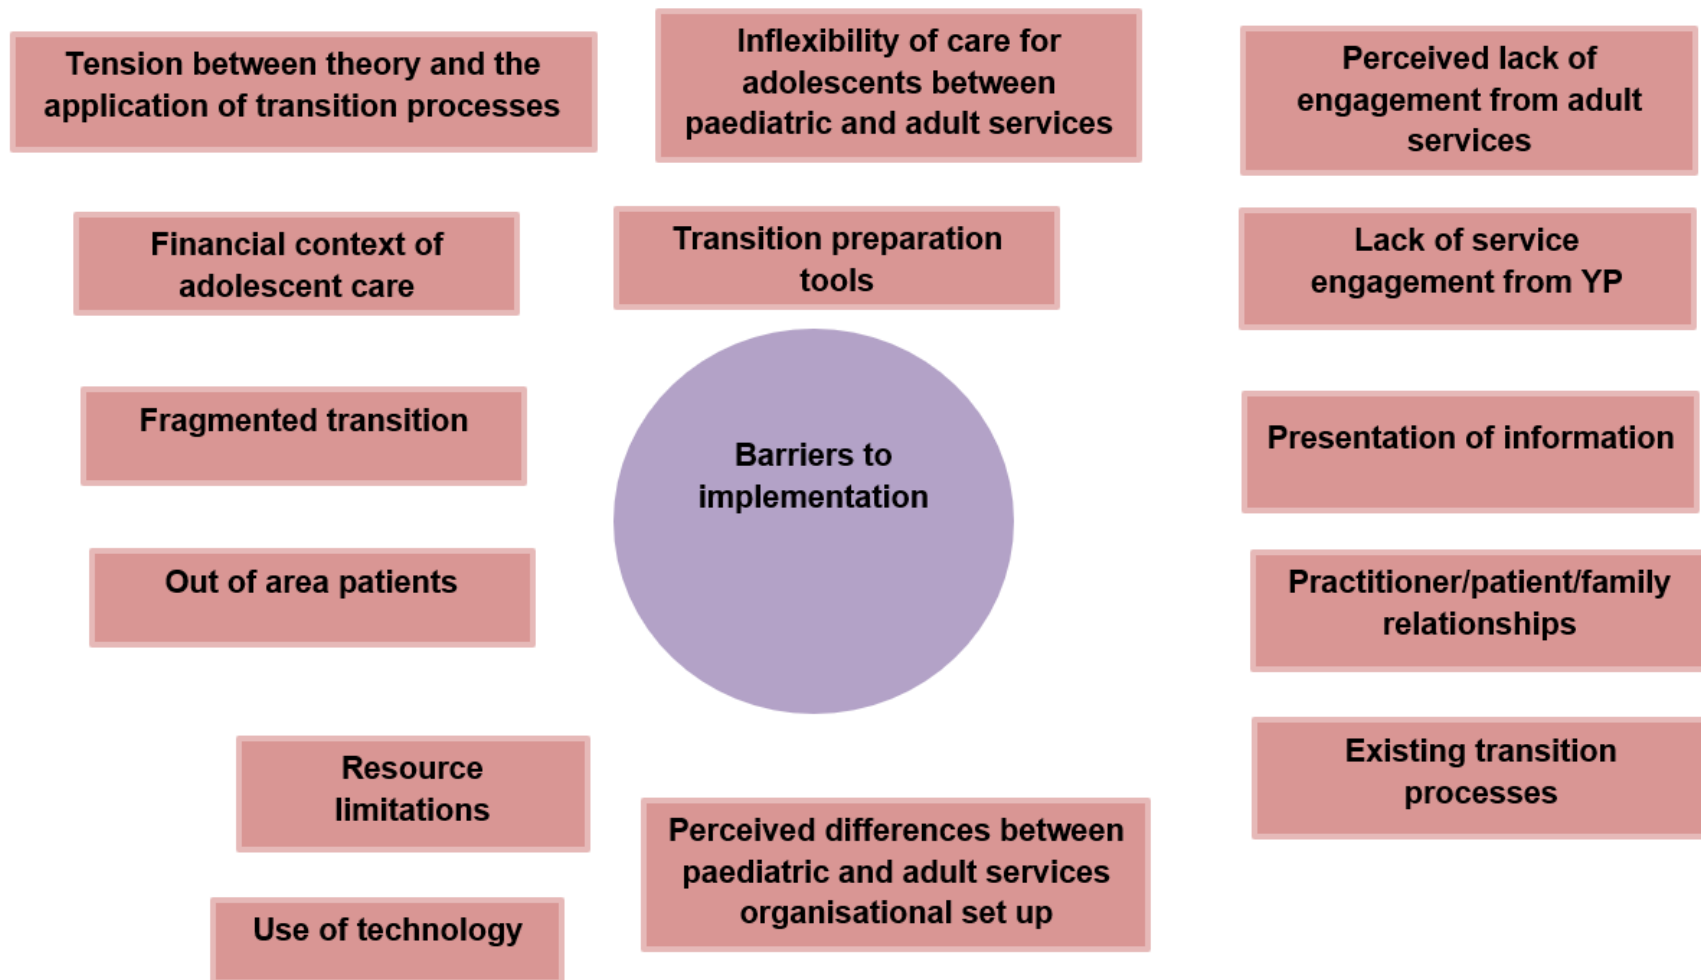 Tension between theory and the
application of transition processes
Inflexibility of care for
adolescents between
paediatric and adult services
Perceived lack of
engagement from adult
services
Financial context of
adolescent care
Transition preparation
tools
Lack of service
engagement from YP
Fragmented transition
Barriers to
implementation
Presentation of information
Out of area patients
Practitioner/patient/family
relationships
Resource
limitations
Perceived differences between
paediatric and adult services
organisational set up
Existing transition
processes
Use of technology